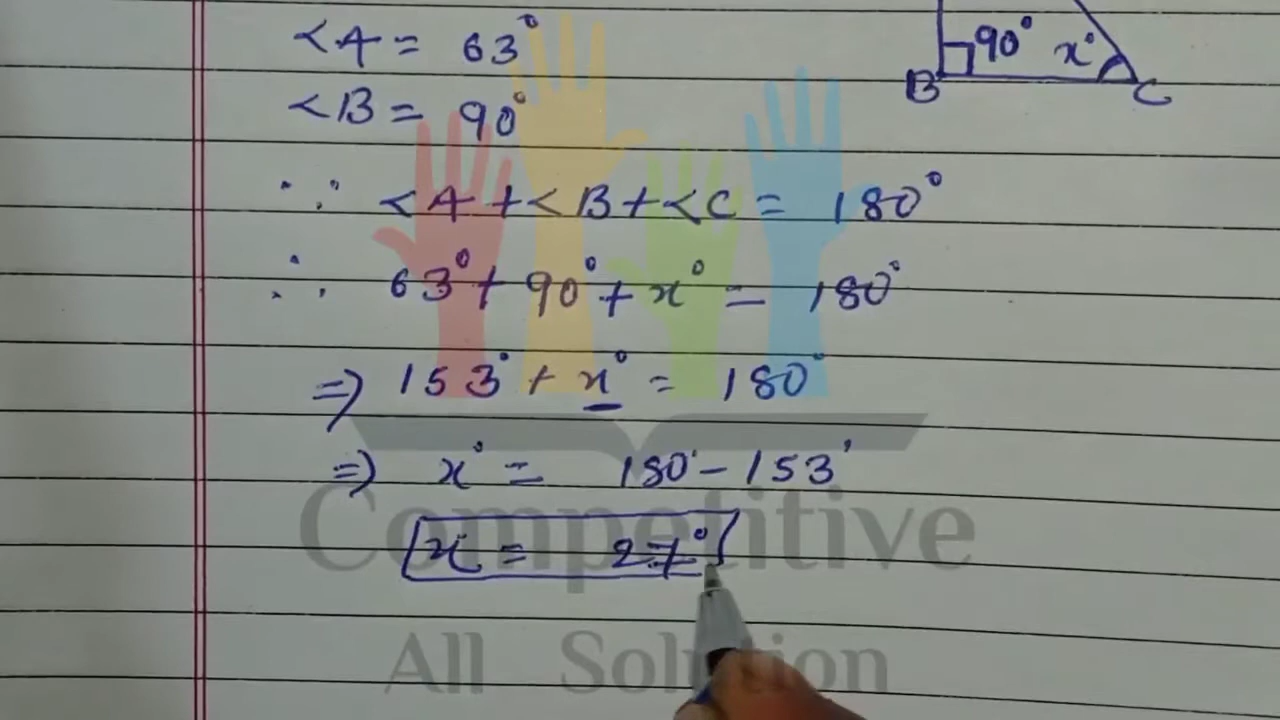 <A = 63°
90° x°
B C
<B = 90°
∵ <A + <B + <C = 180°
∴ 63° + 90° + x° = 180°
=> 153° + x° = 180°
=> x° = 180° - 153°
x = 27°
Competitive
All Solution